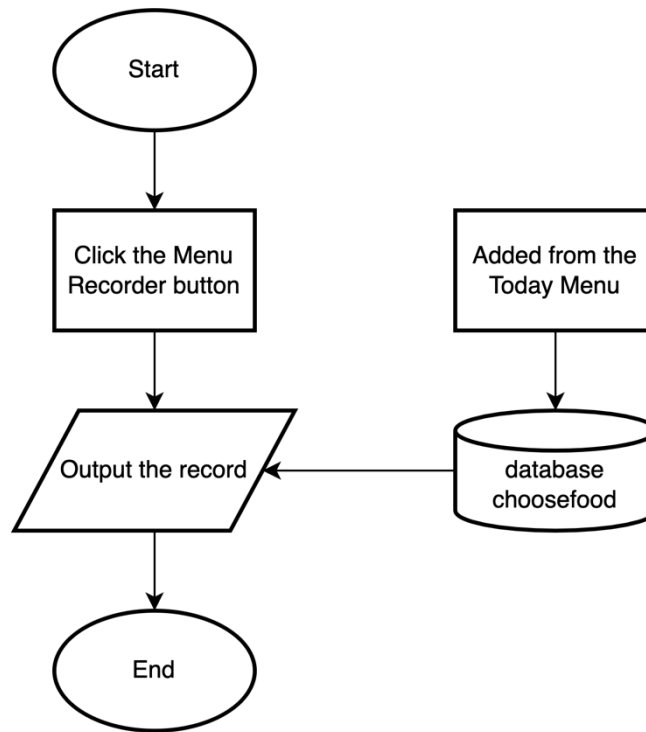 Start
Click the Menu
Recorder button
Added from the
Today Menu
Output the record
database
choosefood
End